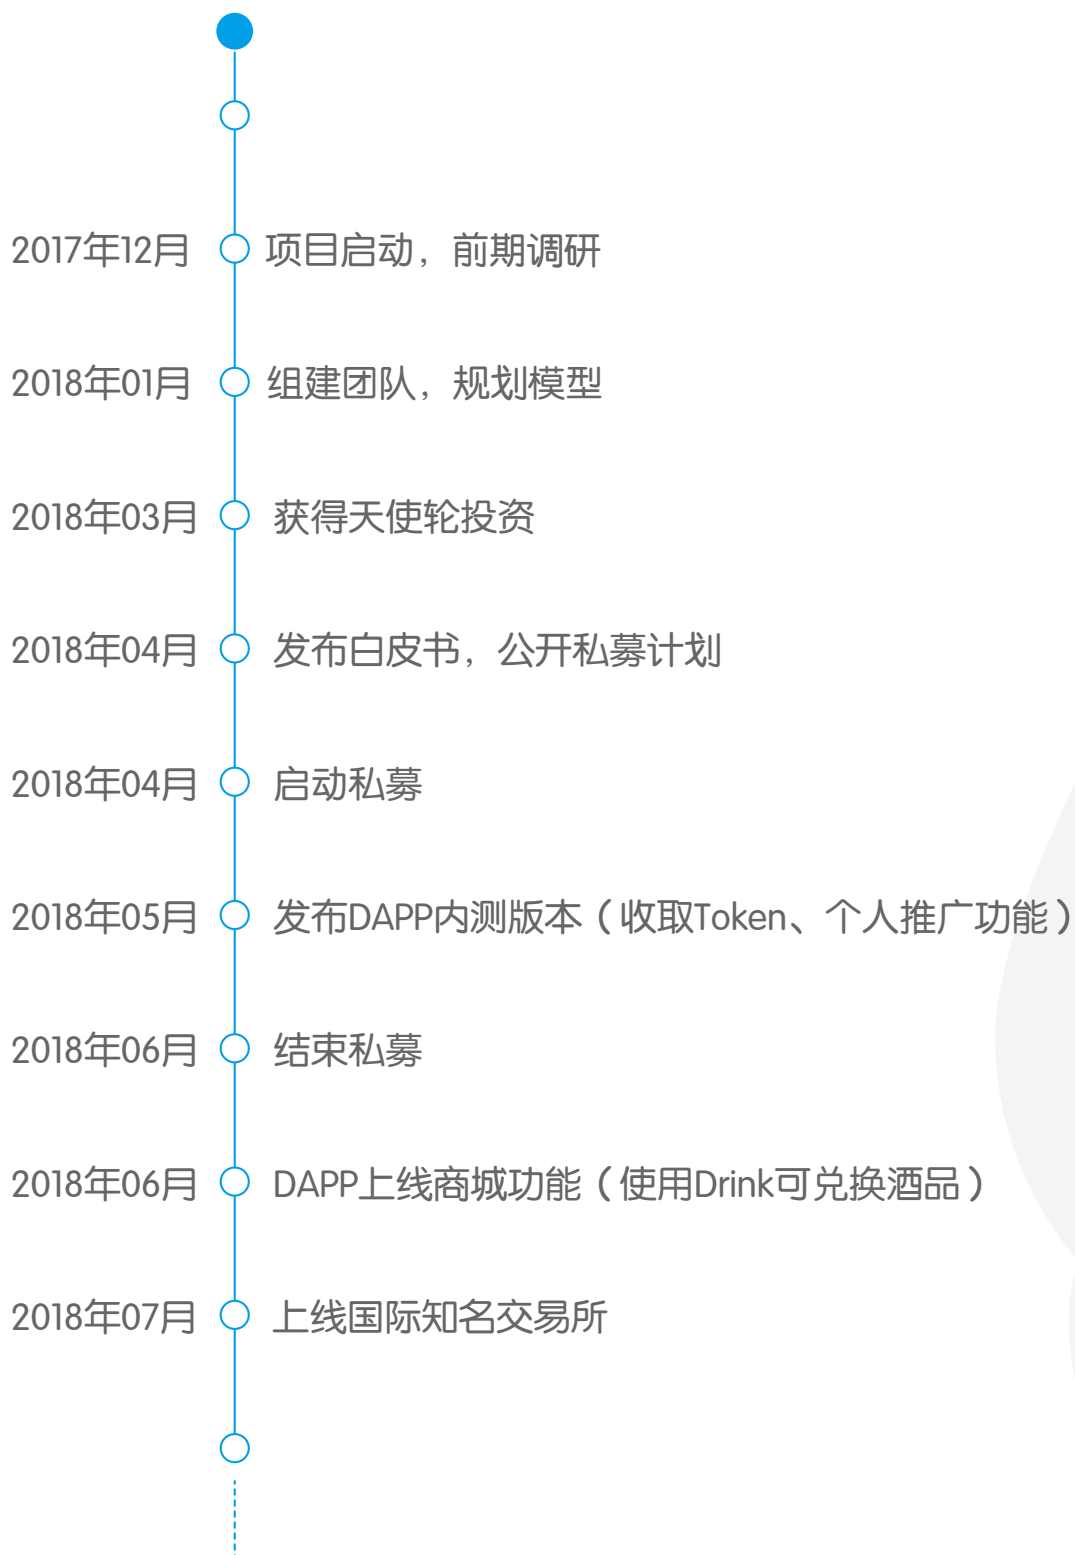 2017年12月 项目启动，前期调研
2018年01月 组建团队，规划模型
2018年03月 获得天使轮投资
2018年04月 发布白皮书，公开私募计划
2018年04月 启动私募
2018年05月 发布DAPP内测版本（收取Token、个人推广功能）
2018年06月 结束私募
2018年06月 DAPP上线商城功能（使用Drink可兑换酒品）
2018年07月 上线国际知名交易所